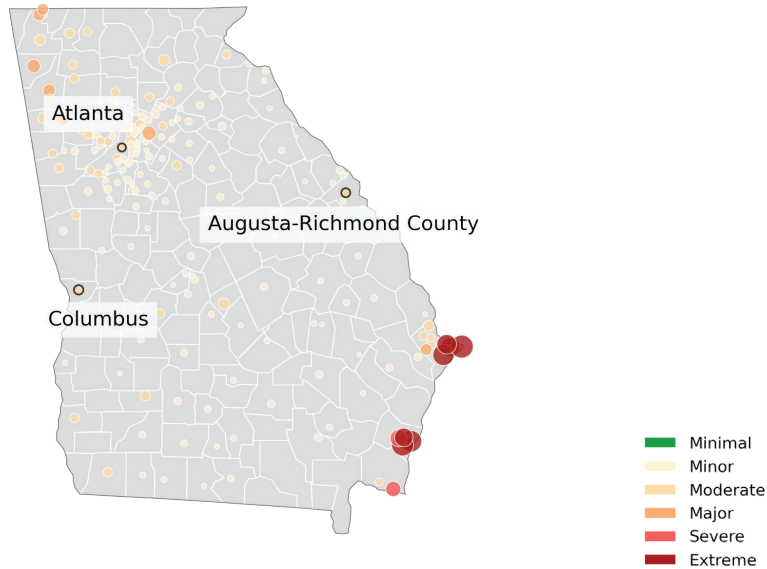 Atlanta
Augusta-Richmond County
Columbus
Minimal
Minor
Moderate
Major
Severe
Extreme